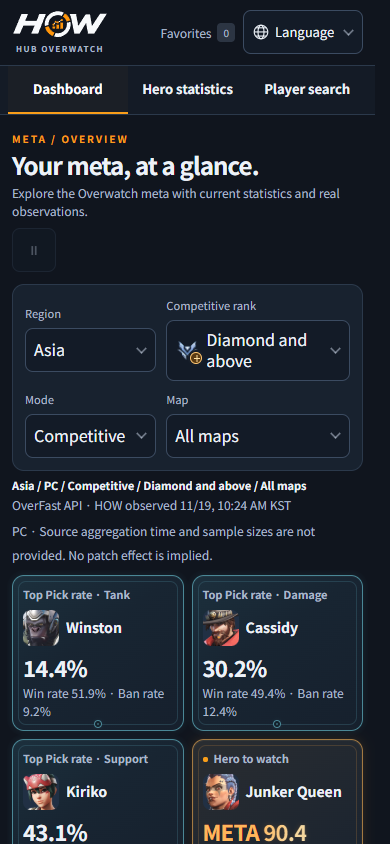 HOW
HUB OVERWATCH
Favorites 0
Language
Dashboard
Hero statistics
Player search
META / OVERVIEW
Your meta, at a glance.
Explore the Overwatch meta with current statistics and real
observations.
Region
Asia
Competitive rank
Diamond and
above
Mode
Competitive
Map
All maps
Asia / PC / Competitive / Diamond and above / All maps
OverFast API · HOW observed 11/19, 10:24 AM KST
PC · Source aggregation time and sample sizes are not
provided. No patch effect is implied.
Top Pick rate · Tank
Winston
14.4%
Win rate 51.9% · Ban rate
9.2%
Top Pick rate · Damage
Cassidy
30.2%
Win rate 49.4% · Ban rate
12.4%
Top Pick rate · Support
Kiriko
43.1%
Hero to watch
Junker Queen
META 90.4